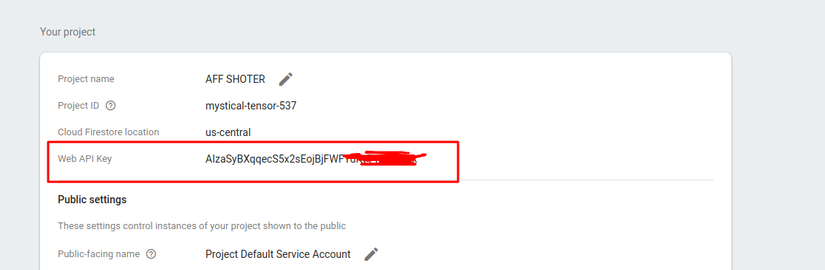 Your project
Project name AFF SHOTER
Project ID mystical-tensor-537
Cloud Firestore location us-central
Web API Key
Public settings
These settings control instances of your project shown to the public
Public-facing name Project Default Service Account